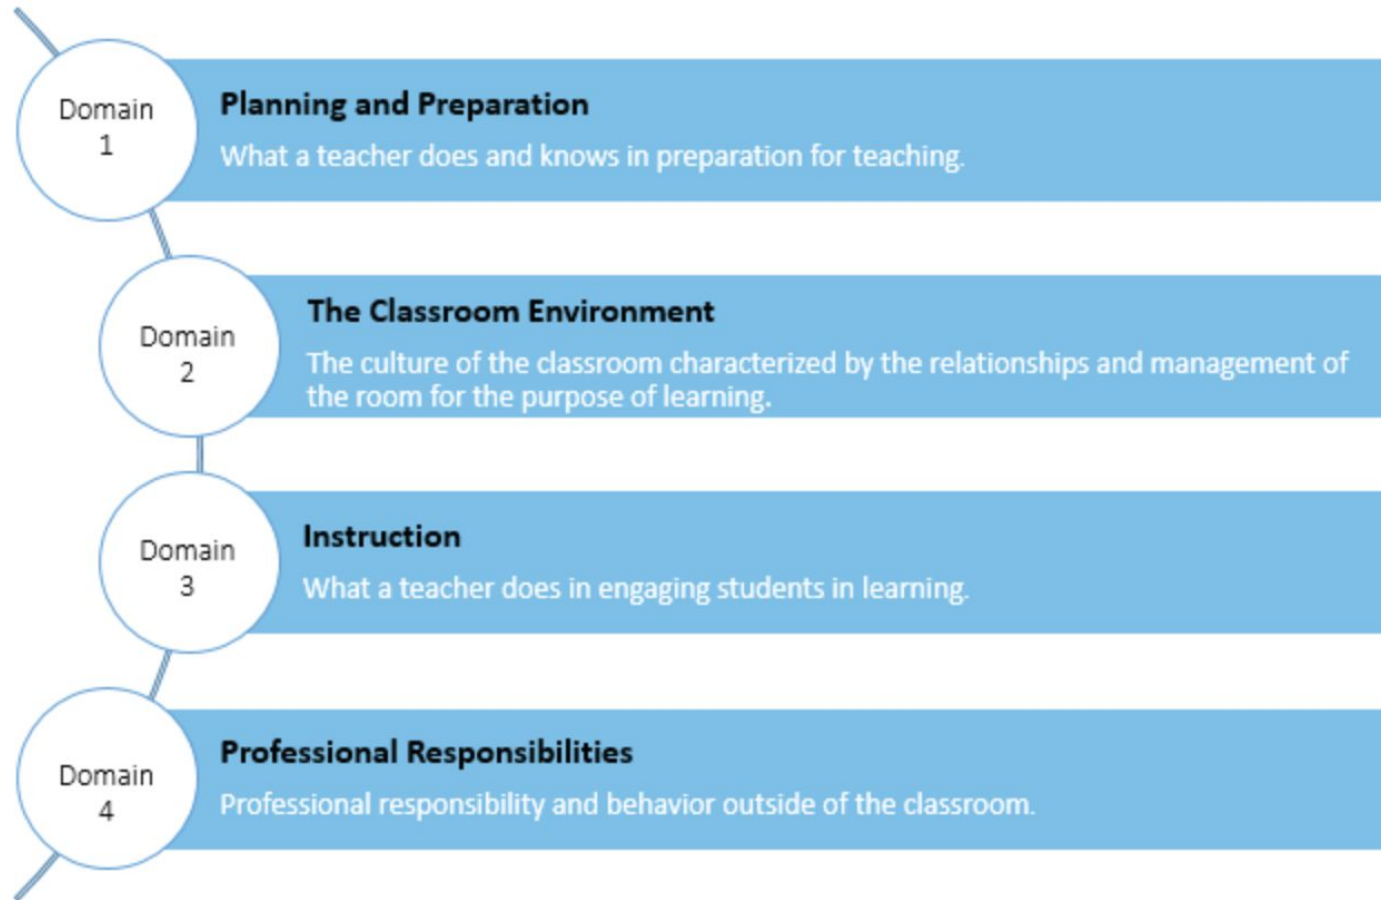 Domain
1
Planning and Preparation
What a teacher does and knows in preparation for teaching.
Domain
2
The Classroom Environment
The culture of the classroom characterized by the relationships and management of
the room for the purpose of learning.
Domain
3
Instruction
What a teacher does in engaging students in learning.
Domain
4
Professional Responsibilities
Professional responsibility and behavior outside of the classroom.